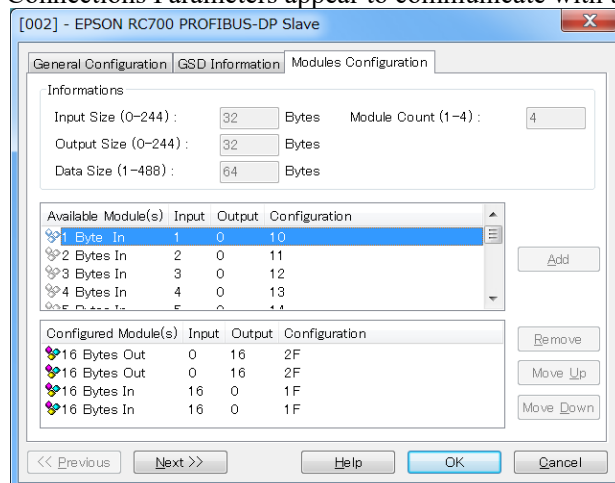 Connections Parameters appear to communicate with
[002] - EPSON RC700 PROFIBUS-DP Slave
General Configuration GSD Information Modules Configuration
Informations
Input Size (0-244) : 32 Bytes Module Count (1-4) : 4
Output Size (0-244) : 32 Bytes
Data Size (1-488) : 64 Bytes
Available Module(s) Input Output Configuration
1 Byte In 1 0 10
2 Bytes In 2 0 11
3 Bytes In 3 0 12
4 Bytes In 4 0 13
Add
Configured Module(s) Input Output Configuration
16 Bytes Out 0 16 2F
16 Bytes Out 0 16 2F
16 Bytes In 16 0 1F
16 Bytes In 16 0 1F
Remove
Move Up
Move Down
<< Previous Next >> Help OK Cancel